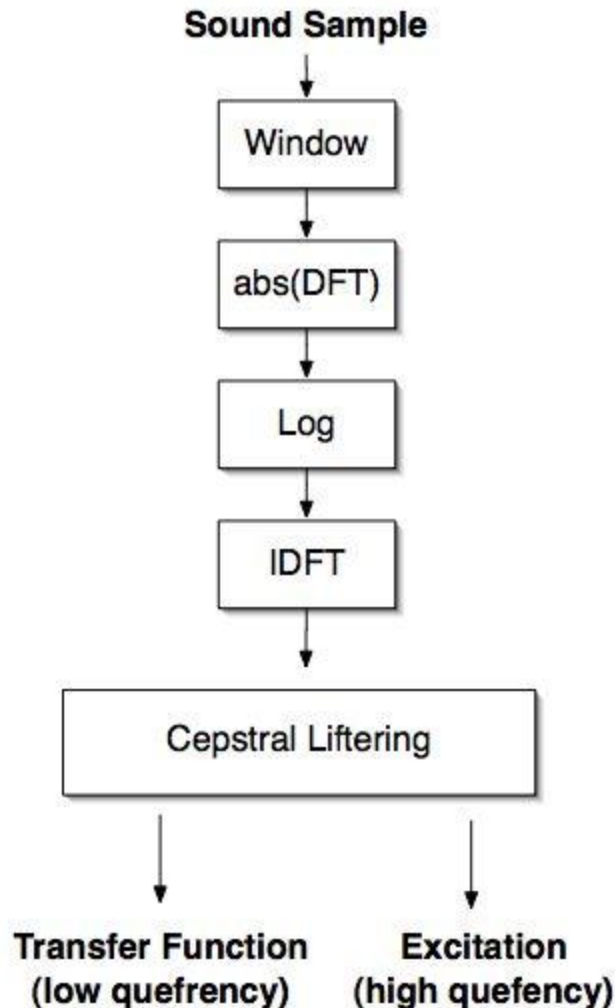 Sound Sample
Window
abs(DFT)
Log
IDFT
Cepstral Liftering
Transfer Function
(low quefrency)
Excitation
(high quefency)